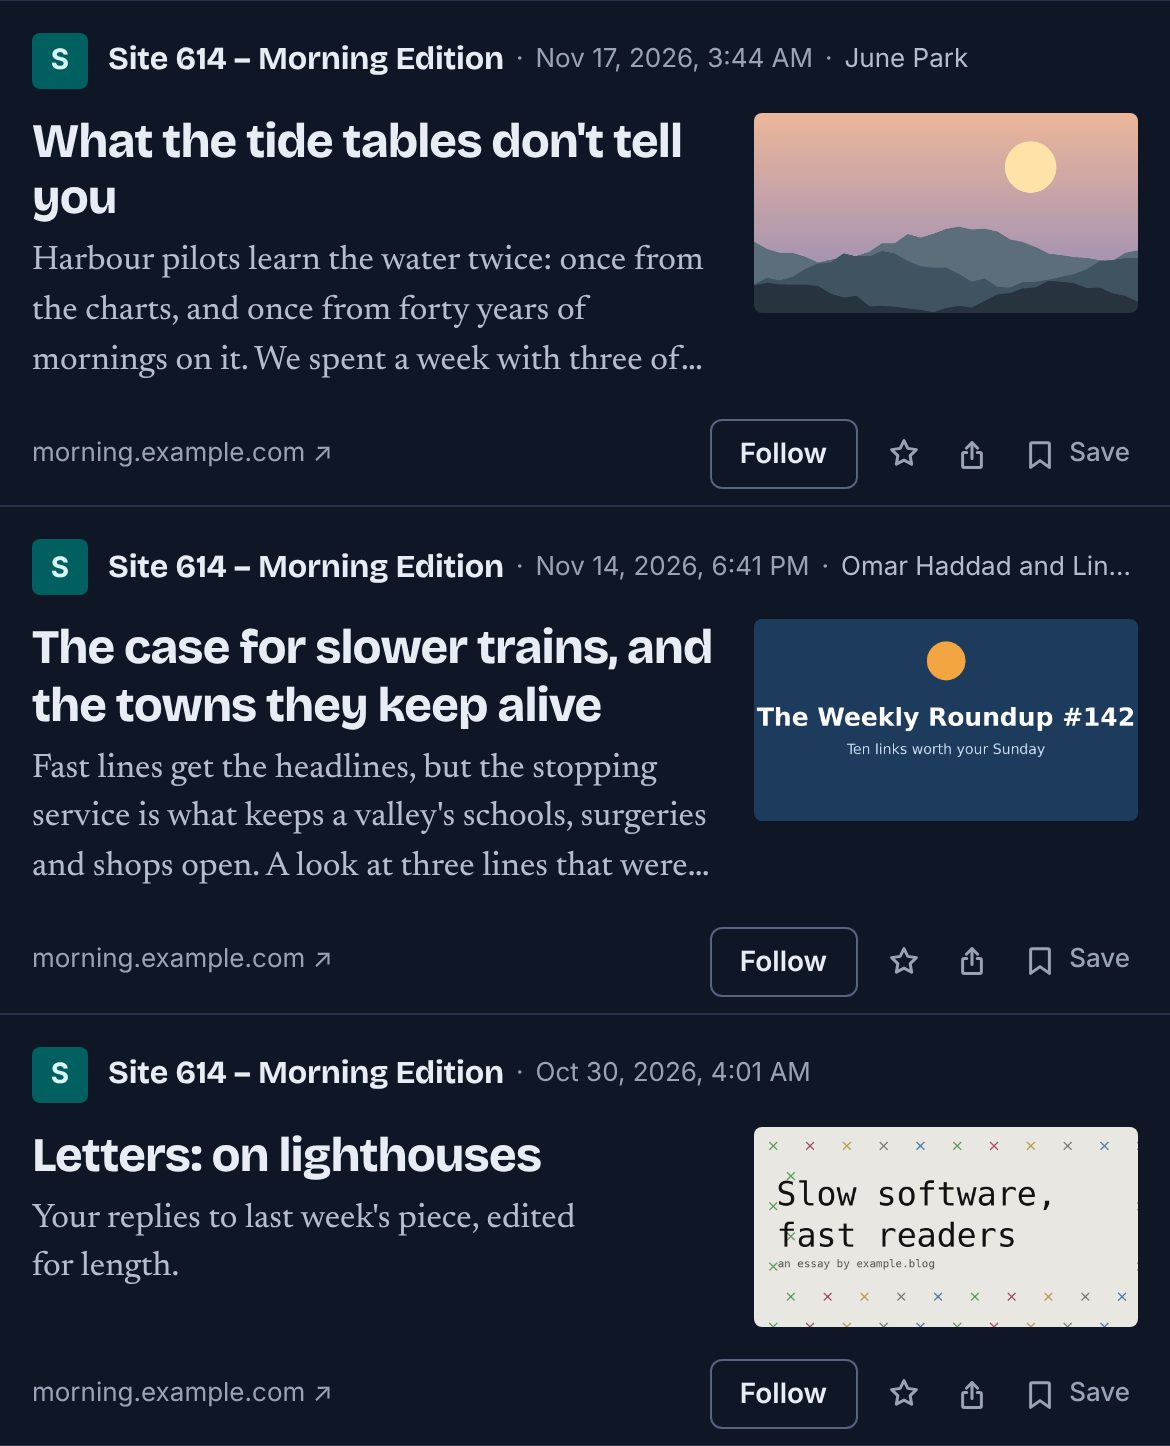 S Site 614 – Morning Edition · Nov 17, 2026, 3:44 AM · June Park
What the tide tables don't tell
you
Harbour pilots learn the water twice: once from
the charts, and once from forty years of
mornings on it. We spent a week with three of...
morning.example.com ↗ Follow Save
S Site 614 – Morning Edition · Nov 14, 2026, 6:41 PM · Omar Haddad and Lin...
The case for slower trains, and
the towns they keep alive
Fast lines get the headlines, but the stopping
service is what keeps a valley's schools, surgeries
and shops open. A look at three lines that were...
The Weekly Roundup #142
Ten links worth your Sunday
morning.example.com ↗ Follow Save
S Site 614 – Morning Edition · Oct 30, 2026, 4:01 AM
Letters: on lighthouses
Your replies to last week's piece, edited
for length.
Slow software,
fast readers
an essay by example.blog
morning.example.com ↗ Follow Save